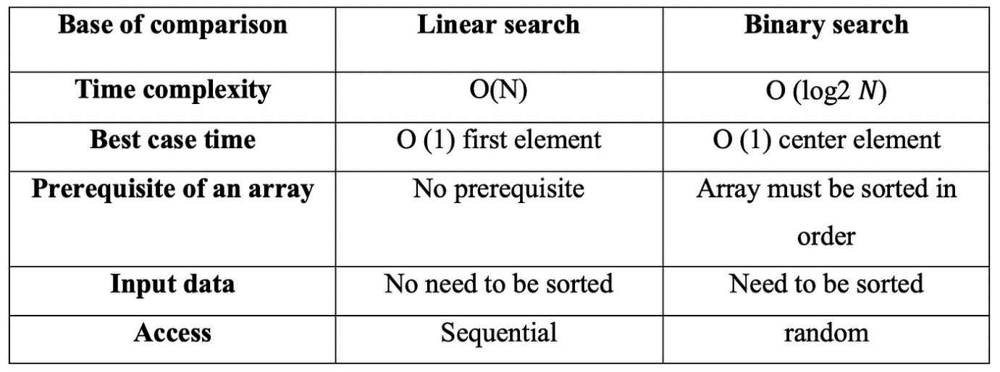 Base of comparison Linear search Binary search
Time complexity O(N) O (log2 N)
Best case time O (1) first element O (1) center element
Prerequisite of an array No prerequisite Array must be sorted in
order
Input data No need to be sorted Need to be sorted
Access Sequential random